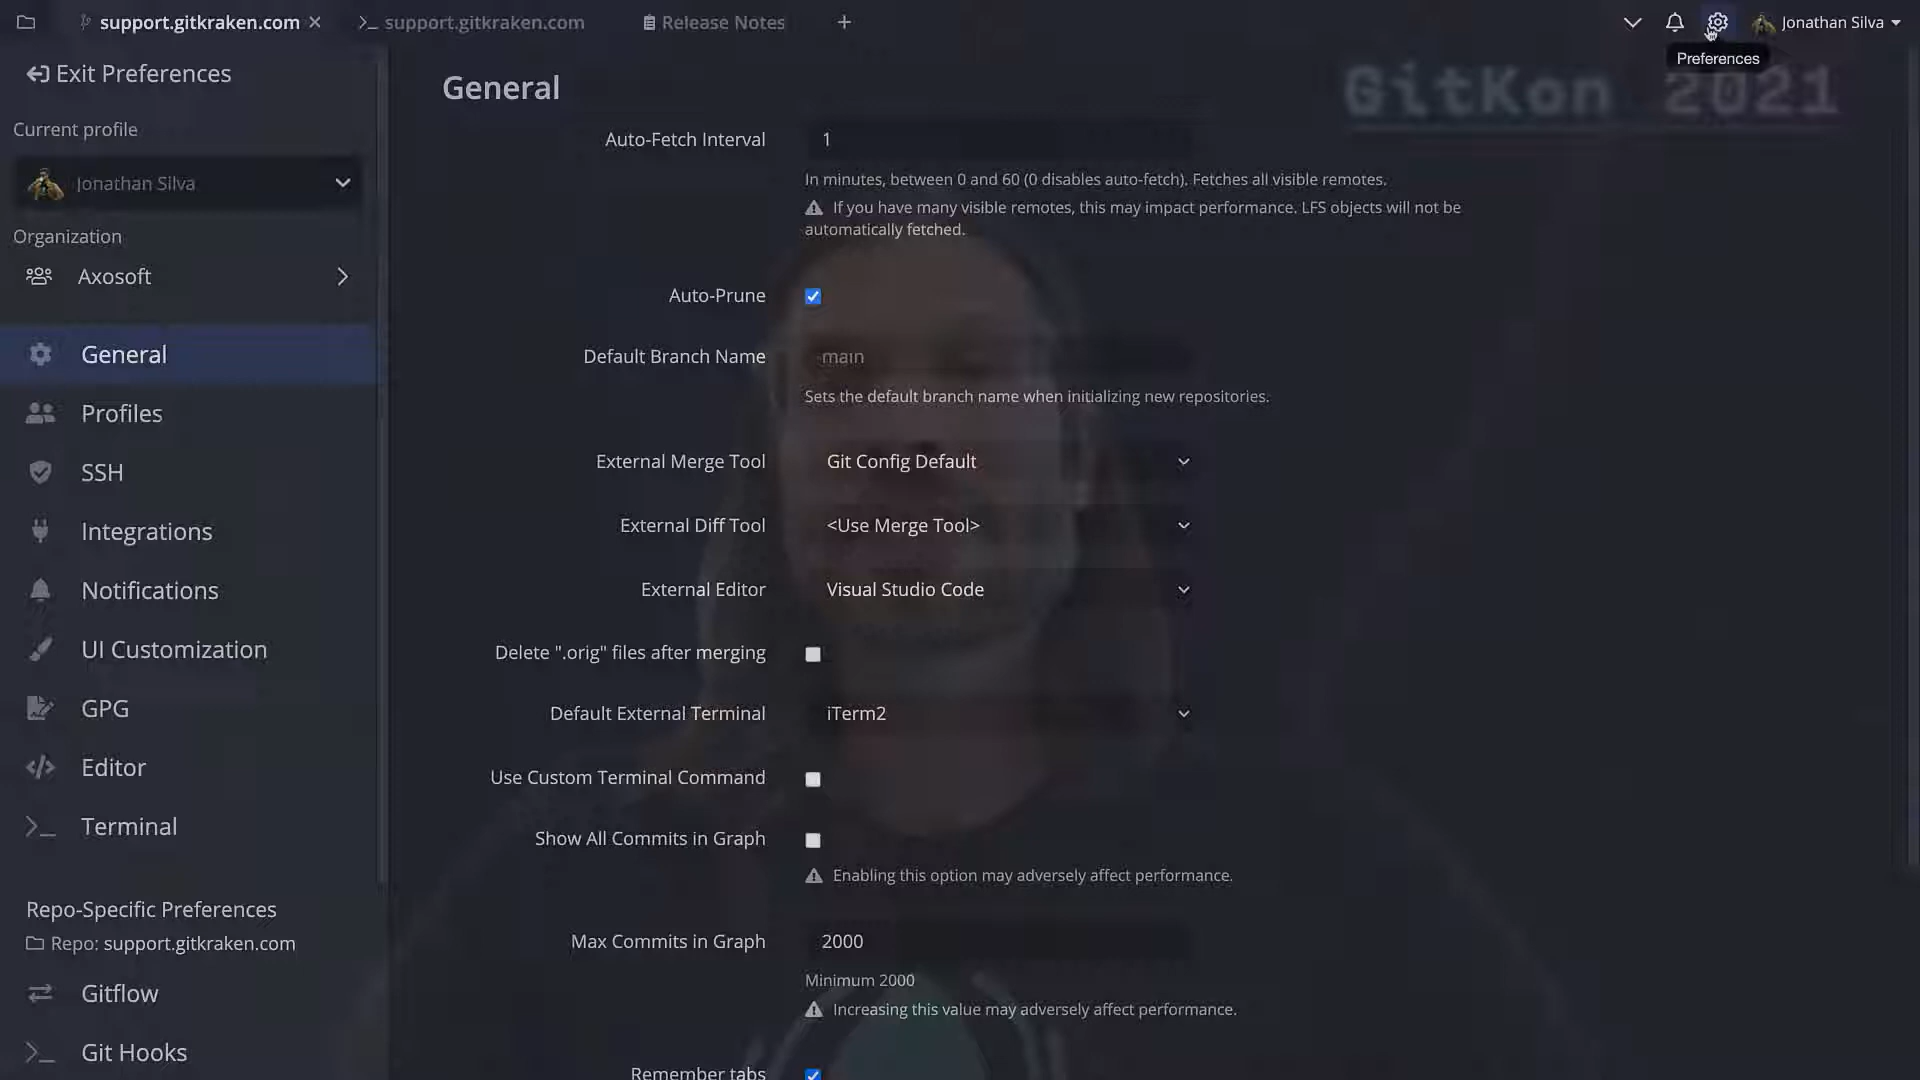 support.gitkraken.com
support.gitkraken.com
Release Notes
Jonathan Silva
Preferences
GitKon 2021
Exit Preferences
Current profile
Jonathan Silva
Organization
Axosoft
General
Profiles
SSH
Integrations
Notifications
UI Customization
GPG
Editor
Terminal
Repo-Specific Preferences
Repo: support.gitkraken.com
Gitflow
Git Hooks
General
Auto-Fetch Interval 1
In minutes, between 0 and 60 (0 disables auto-fetch). Fetches all visible remotes.
If you have many visible remotes, this may impact performance. LFS objects will not be
automatically fetched.
Auto-Prune
Default Branch Name main
Sets the default branch name when initializing new repositories.
External Merge Tool Git Config Default
External Diff Tool <Use Merge Tool>
External Editor Visual Studio Code
Delete ".orig" files after merging
Default External Terminal iTerm2
Use Custom Terminal Command
Show All Commits in Graph
Enabling this option may adversely affect performance.
Max Commits in Graph 2000
Minimum 2000
Increasing this value may adversely affect performance.
Remember tabs